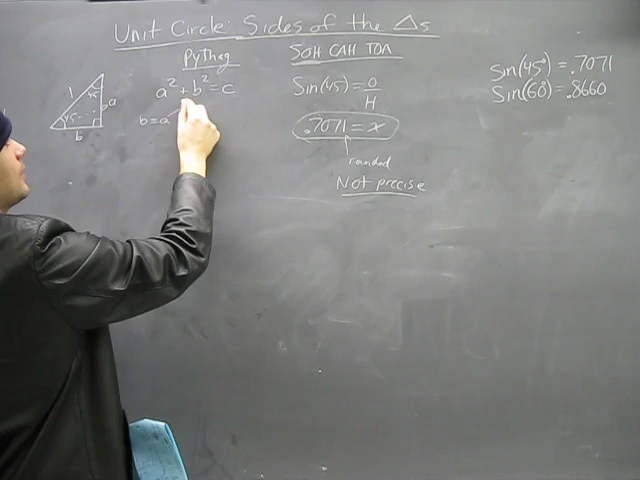 Unit Circle: Sides of the Δs
Pythag
a² + b² = c
b = a
1
45
45
a
b
SOH CAH TOA
Sin(45) = O/H
.7071 = x
rounded
Not precise
Sin(45°) = .7071
Sin(60°) = .8660